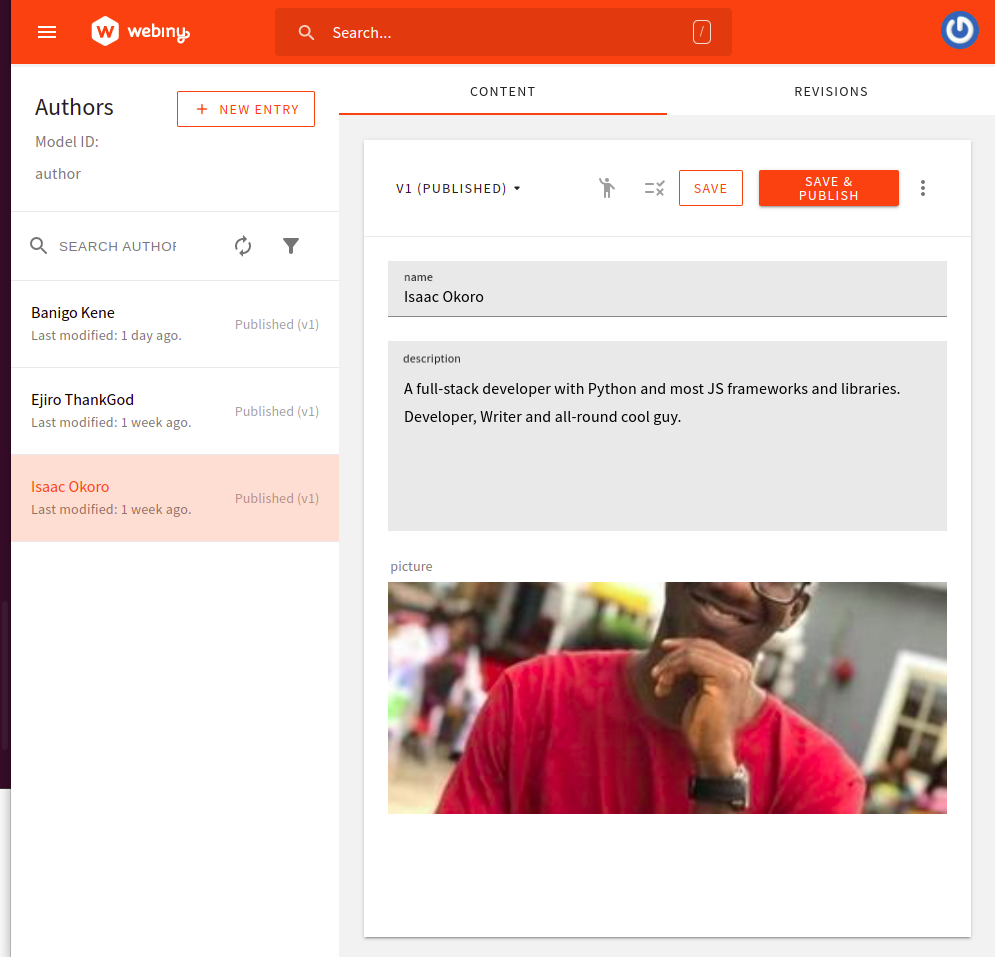 webiny
Search...
/
Authors
NEW ENTRY
Model ID:
author
SEARCH AUTHOR
Banigo Kene
Last modified: 1 day ago.
Published (v1)
Ejiro ThankGod
Last modified: 1 week ago.
Published (v1)
Isaac Okoro
Last modified: 1 week ago.
Published (v1)
CONTENT
REVISIONS
V1 (PUBLISHED)
SAVE
SAVE &
PUBLISH
name
Isaac Okoro
description
A full-stack developer with Python and most JS frameworks and libraries.
Developer, Writer and all-round cool guy.
picture